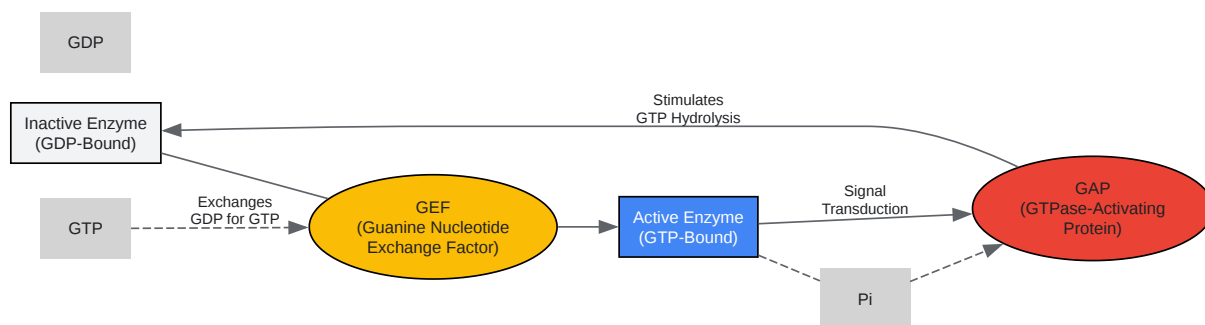 GDP
Inactive Enzyme
(GDP-Bound)
Stimulates
GTP Hydrolysis
GTP
Exchanges
GDP for GTP
GEF
(Guanine Nucleotide
Exchange Factor)
Active Enzyme
(GTP-Bound)
Signal
Transduction
GAP
(GTPase-Activating
Protein)
Pi